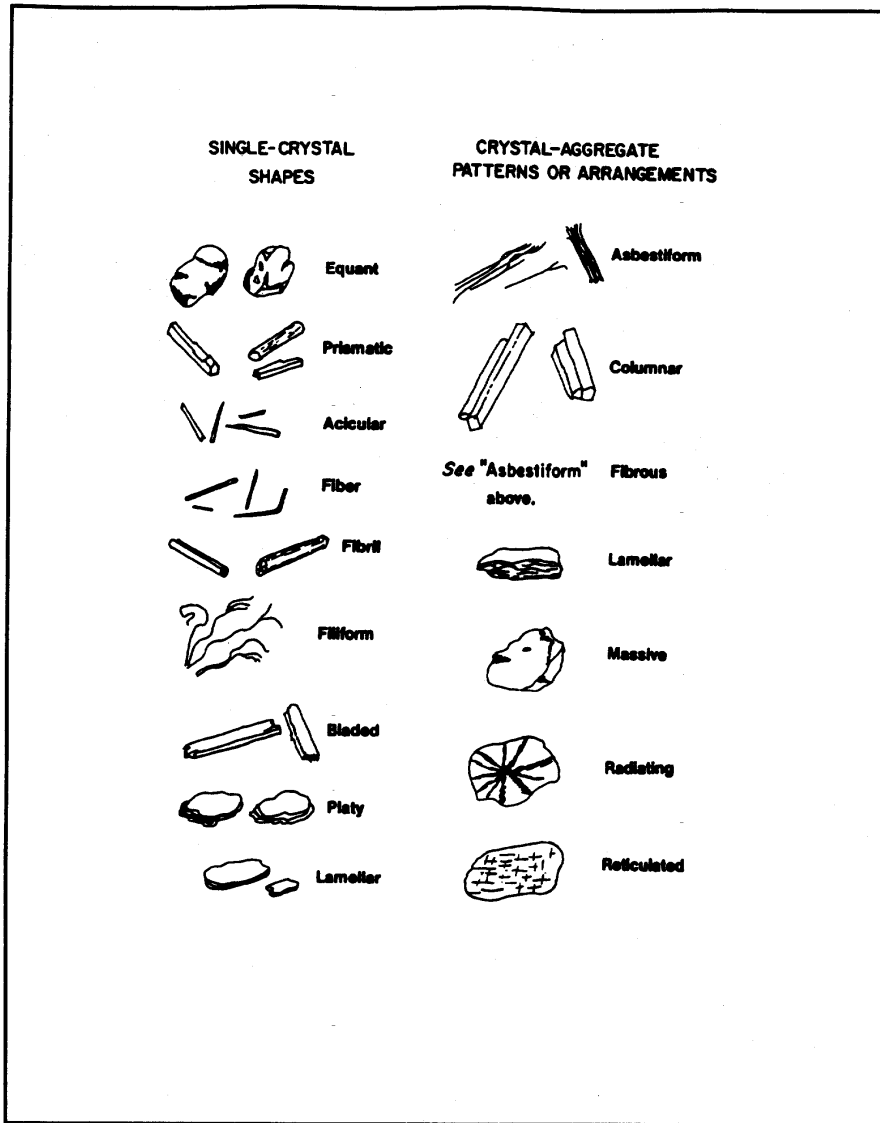 SINGLE-CRYSTAL
SHAPES
Equant
Prismatic
Acicular
Fiber
Fibril
Filiform
Bladed
Platy
Lamellar
CRYSTAL-AGGREGATE
PATTERNS OR ARRANGEMENTS
Asbestiform
Columnar
See "Asbestiform" Fibrous
above.
Lamellar
Massive
Radiating
Reticulated